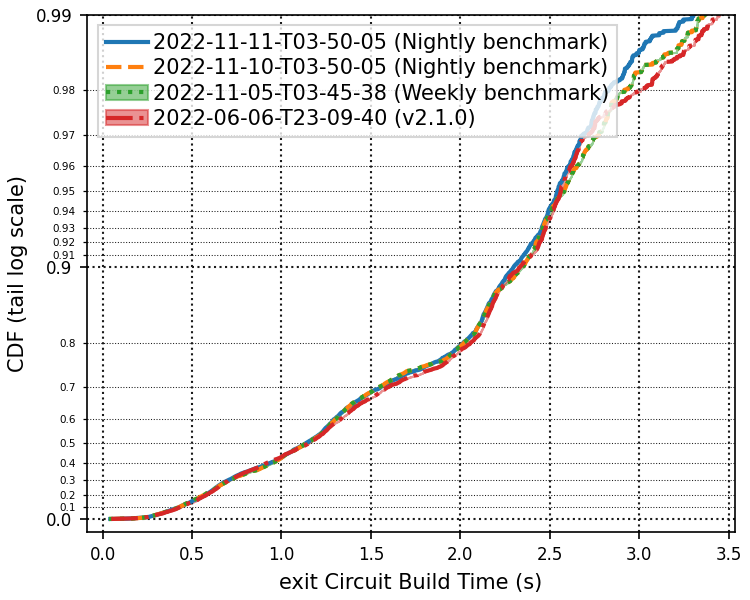 0.99
0.98
0.97
0.96
0.95
0.94
0.93
0.92
0.91
0.9
0.8
0.7
0.6
0.5
0.4
0.3
0.2
0.1
0.0
CDF (tail log scale)
2022-11-11-T03-50-05 (Nightly benchmark)
2022-11-10-T03-50-05 (Nightly benchmark)
2022-11-05-T03-45-38 (Weekly benchmark)
2022-06-06-T23-09-40 (v2.1.0)
0.0 0.5 1.0 1.5 2.0 2.5 3.0 3.5
exit Circuit Build Time (s)